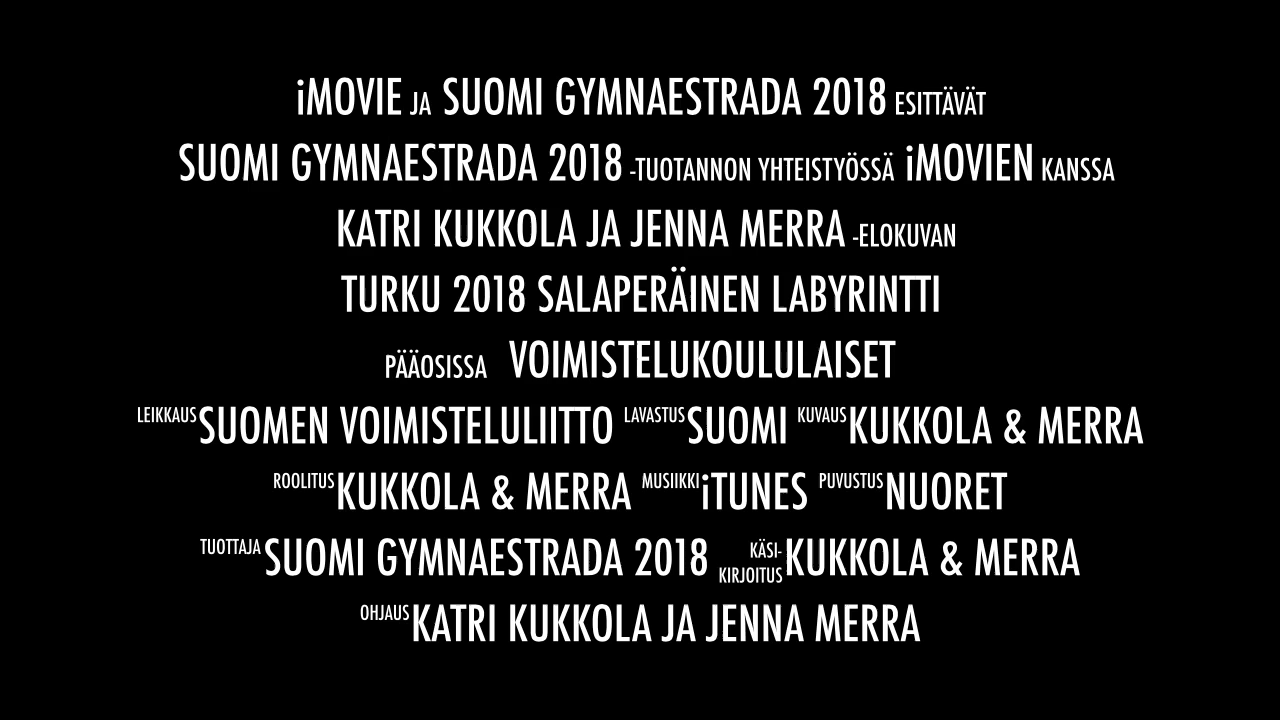 iMOVIE JA SUOMI GYMNAESTRADA 2018 ESITTÄVÄT
SUOMI GYMNAESTRADA 2018 -TUOTANNON YHTEISTYÖSSÄ iMOVIEN KANSSA
KATRI KUKKOLA JA JENNA MERRA -ELOKUVAN
TURKU 2018 SALAPERÄINEN LABYRINTTI
PÄÄOSISSA VOIMISTELUKOULULAISET
LEIKKAUS SUOMEN VOIMISTELULIITTO LAVASTUS SUOMI KUVAUS KUKKOLA & MERRA
ROOLITUS KUKKOLA & MERRA MUSIIKKI iTUNES PUVUSTUS NUORET
TUOTTAJA SUOMI GYMNAESTRADA 2018 KÄSI-KIRJOITUS KUKKOLA & MERRA
OHJAUS KATRI KUKKOLA JA JENNA MERRA